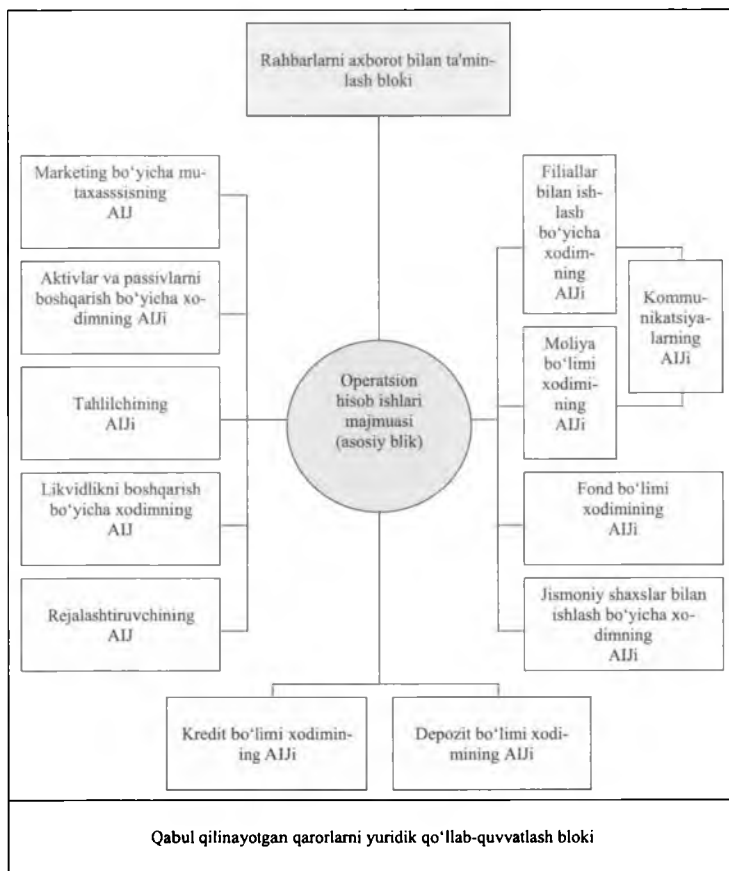 Rahbarlarni axborot bilan ta'min-
lash bloki
Marketing bo‘yicha mu-
taxasssisning
AIJ
Aktivlar va passivlarni
boshqarish bo‘yicha xo-
dimning AIJi
Tahlilchining
AIJi
Likvidlikni boshqarish
bo‘yicha xodimning
AIJ
Rejalashtiruvchining
AIJ
Operatsion
hisob ishlari
majmuasi
(asosiy blik)
Filiallar
bilan ish-
lash
bo‘yicha
xodim-
ning
AIJi
Moliya
bo‘limi
xodimi-
ning
AIJi
Kommu-
nikatsiya-
larning
AIJi
Fond bo‘limi
xodimining
AIJi
Jismoniy shaxslar bilan
ishlash bo‘yicha xo-
dimning
AIJi
Kredit bo‘limi xodimin-
ing AIJi
Depozit bo‘limi xodi-
mining AIJi
Qabul qilinayotgan qarorlarni yuridik qo‘llab-quvvatlash bloki